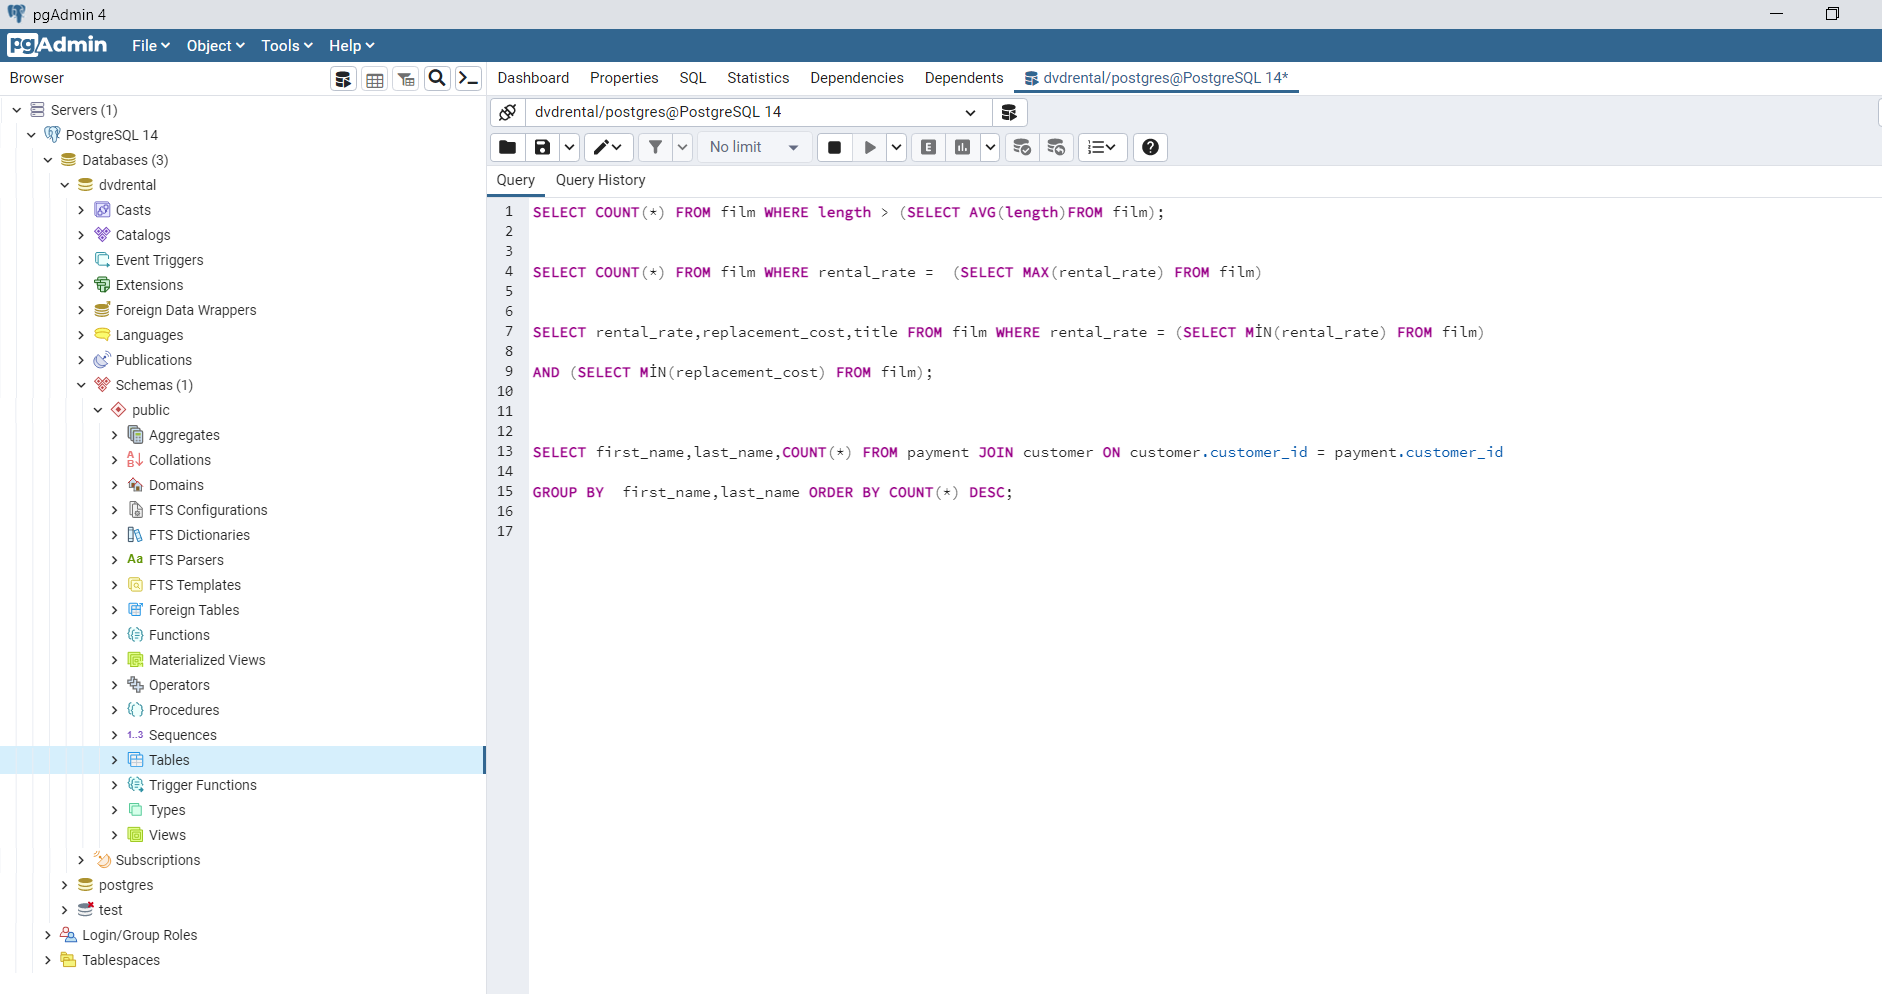 pgAdmin 4
pgAdmin File Object Tools Help
Browser
Dashboard Properties SQL Statistics Dependencies Dependents dvdrental/postgres@PostgreSQL 14*
Servers (1)
PostgreSQL 14
Databases (3)
dvdrental
Casts
Catalogs
Event Triggers
Extensions
Foreign Data Wrappers
Languages
Publications
Schemas (1)
public
Aggregates
Collations
Domains
FTS Configurations
FTS Dictionaries
Aa FTS Parsers
FTS Templates
Foreign Tables
Functions
Materialized Views
Operators
Procedures
1..3 Sequences
Tables
Trigger Functions
Types
Views
Subscriptions
postgres
test
Login/Group Roles
Tablespaces
dvdrental/postgres@PostgreSQL 14
No limit E
Query Query History
1 SELECT COUNT(*) FROM film WHERE length > (SELECT AVG(length)FROM film);
2
3
4 SELECT COUNT(*) FROM film WHERE rental_rate =  (SELECT MAX(rental_rate) FROM film)
5
6
7 SELECT rental_rate,replacement_cost,title FROM film WHERE rental_rate = (SELECT MİN(rental_rate) FROM film)
8
9 AND (SELECT MİN(replacement_cost) FROM film);
10
11
12
13 SELECT first_name,last_name,COUNT(*) FROM payment JOIN customer ON customer.customer_id = payment.customer_id
14
15 GROUP BY  first_name,last_name ORDER BY COUNT(*) DESC;
16
17